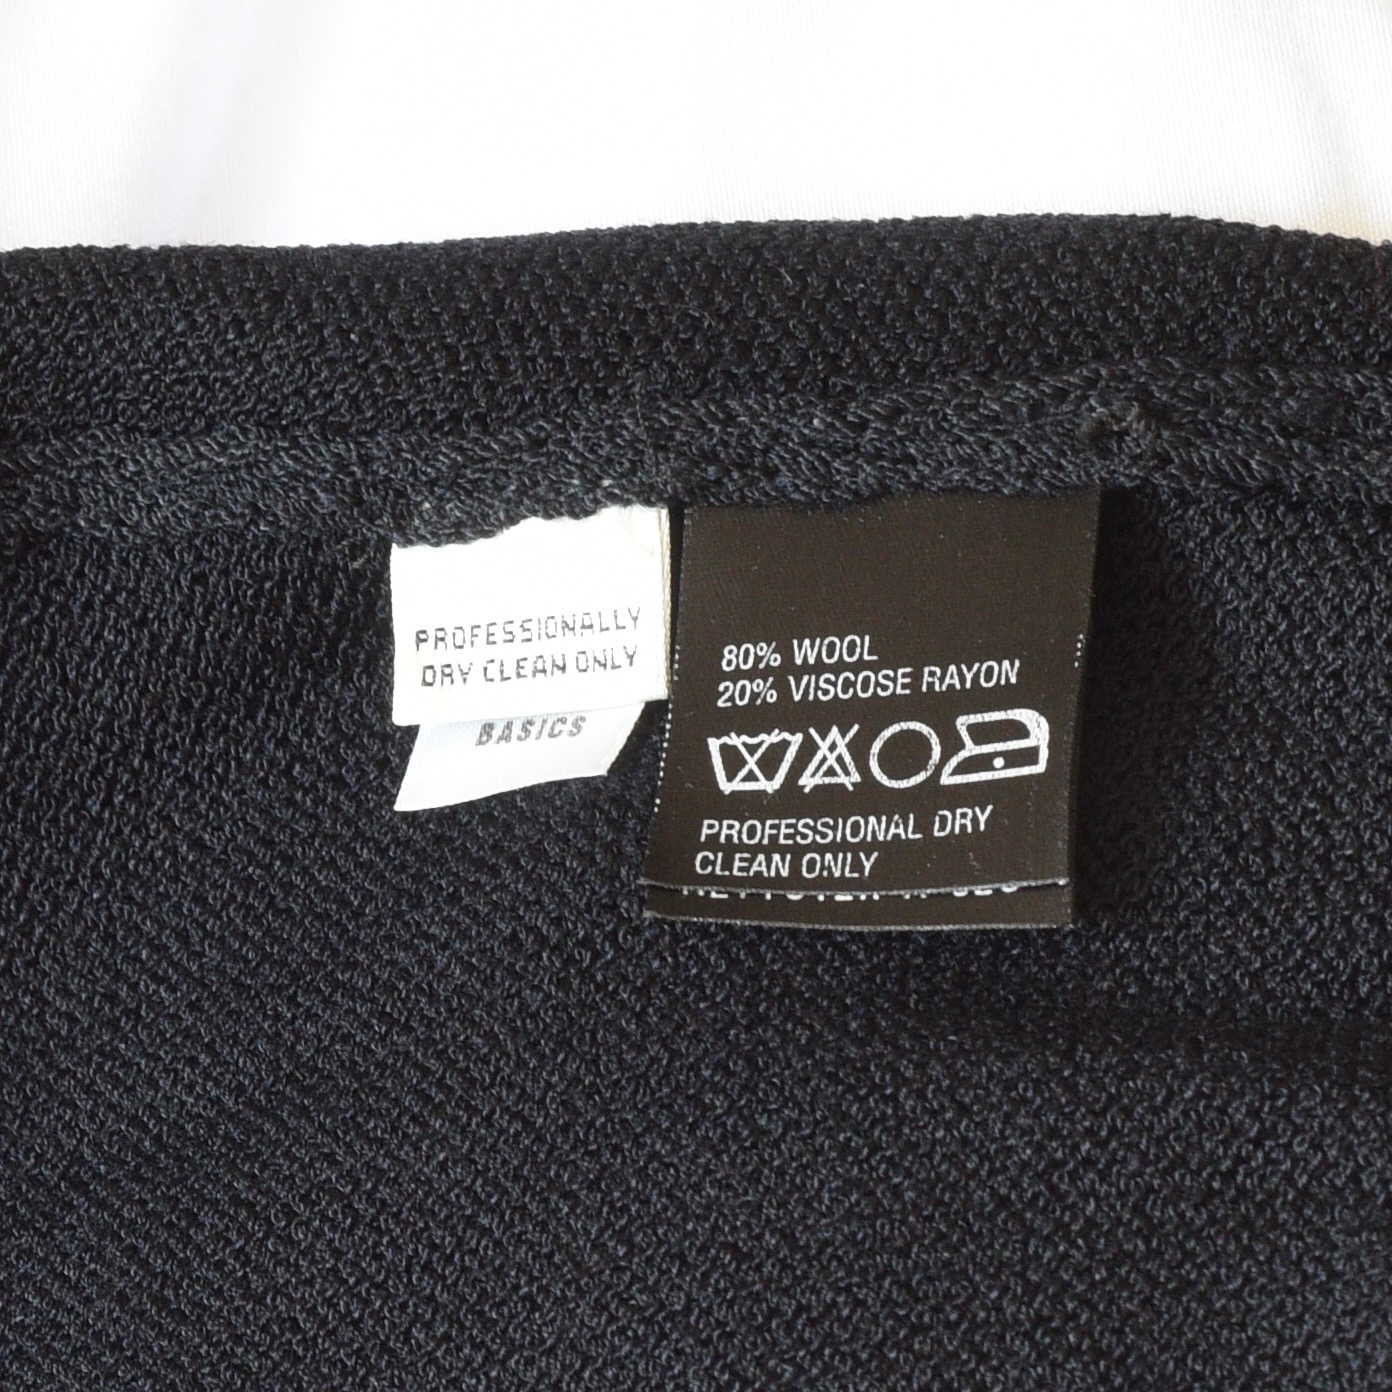 PROFESSIONALLY
DRY CLEAN ONLY
BASICS
80% WOOL
20% VISCOSE RAYON
PROFESSIONAL DRY
CLEAN ONLY